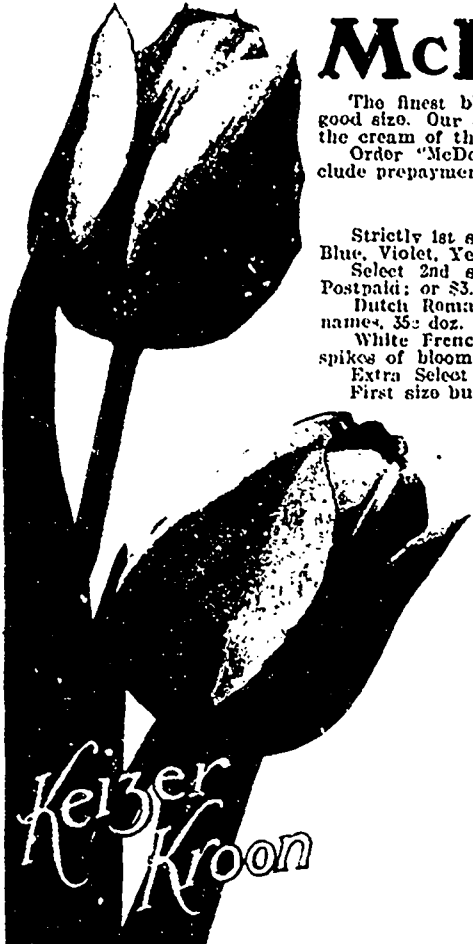 McD
The finest b
good size. Our
the cream of th
Order "McDo
clude prepaymen
Strictly 1st s
Blue, Violet, Ye
Select 2nd s
Postpaid; or $3.
Dutch Roma
names, 35c doz.
White Frenc
spikes of bloom
Extra Select
First size bu
Keizer
Kroon